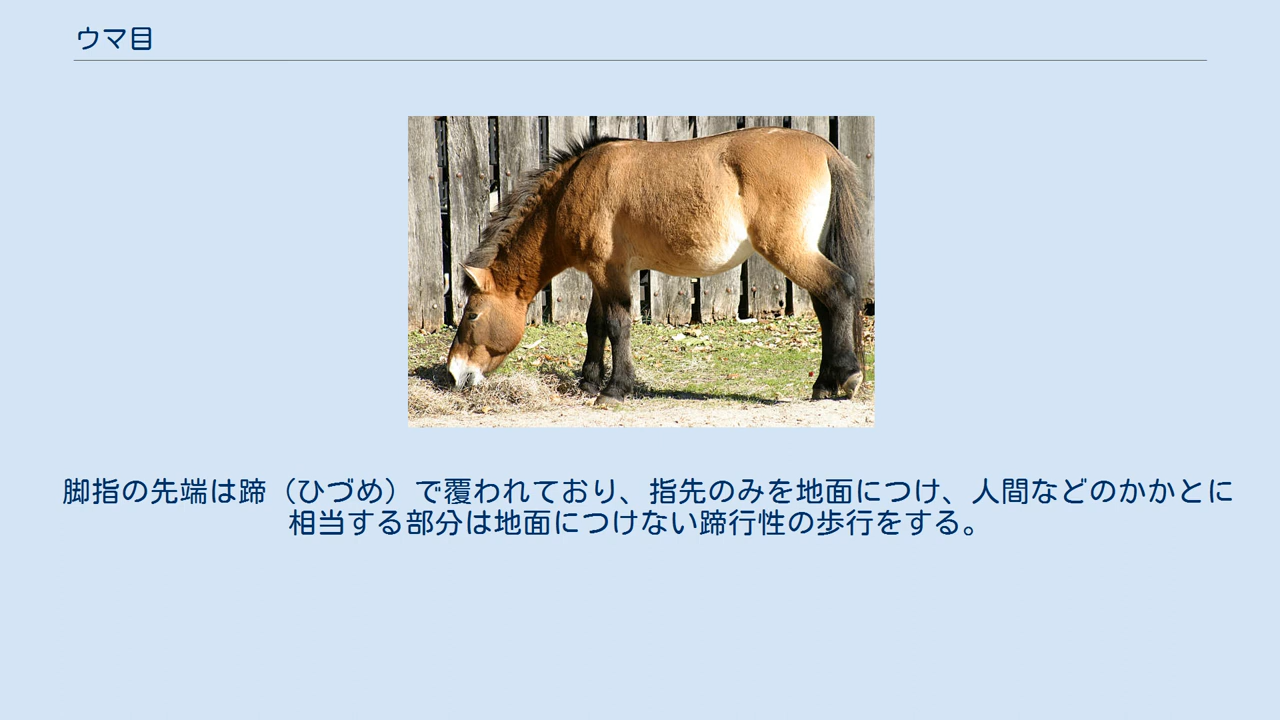 ウマ目
脚指の先端は蹄（ひづめ）で覆われており、指先のみを地面につけ、人間などのかかとに
相当する部分は地面につけない蹄行性の歩行をする。